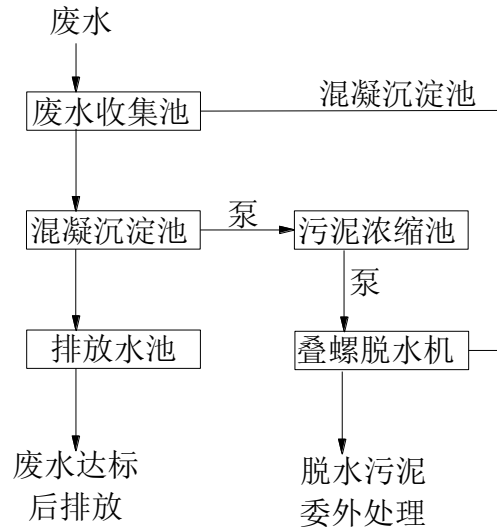 废水
混凝沉淀池
废水收集池
泵
混凝沉淀池
污泥浓缩池
泵
排放水池
叠螺脱水机
废水达标
后排放
脱水污泥
委外处理